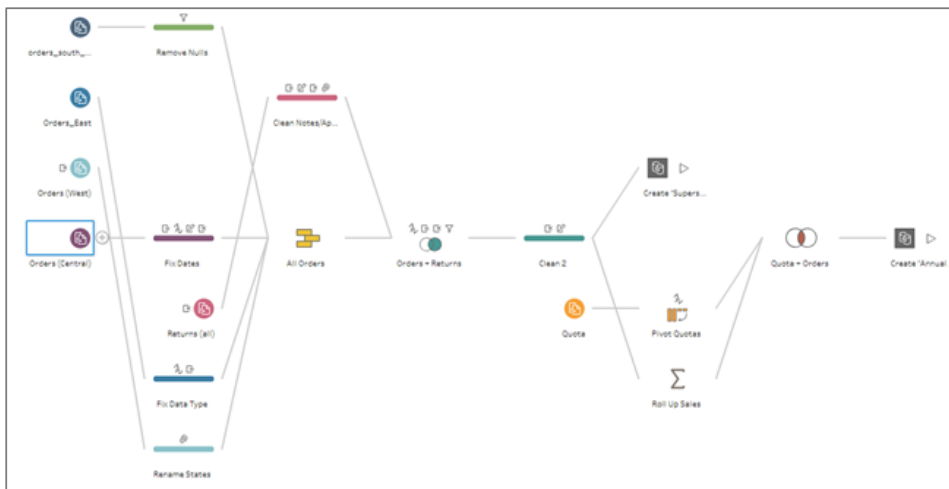 orders_south_...
Remove Nulls
Orders_East
Clean Notes/Ap...
Orders (West)
Create 'Supers...
Orders (Central)
Fix Dates
All Orders
Orders + Returns
Clean 2
Quota + Orders
Create 'Annual
Returns (all)
Quota
Pivot Quotas
Fix Data Type
Roll Up Sales
Rename States